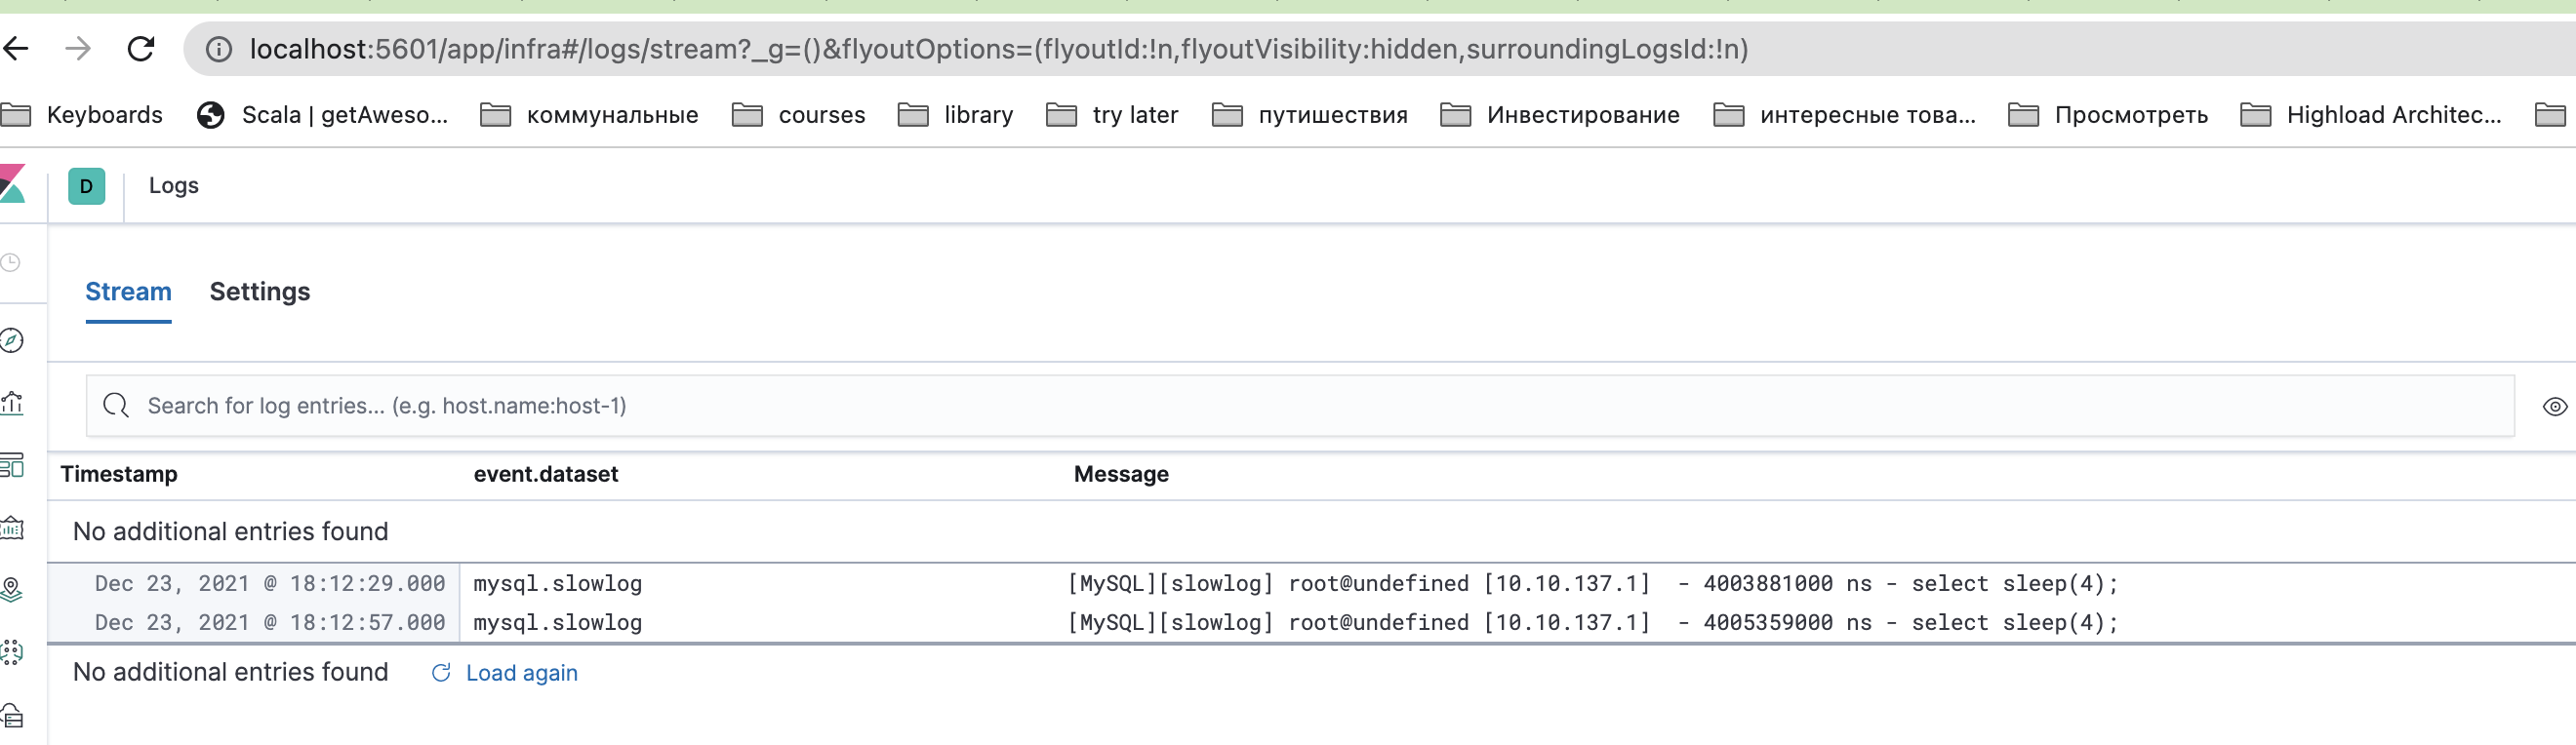 localhost:5601/app/infra#/logs/stream?_g=()&flyoutOptions=(flyoutId:!n,flyoutVisibility:hidden,surroundingLogsId:!n)
Keyboards Scala | getAweso... коммунальные courses library try later путишествия Инвестирование интересные това... Просмотреть Highload Architec...
D Logs
Stream Settings
Search for log entries... (e.g. host.name:host-1)
Timestamp event.dataset Message
No additional entries found
Dec 23, 2021 @ 18:12:29.000 mysql.slowlog [MySQL][slowlog] root@undefined [10.10.137.1] - 4003881000 ns - select sleep(4);
Dec 23, 2021 @ 18:12:57.000 mysql.slowlog [MySQL][slowlog] root@undefined [10.10.137.1] - 4005359000 ns - select sleep(4);
No additional entries found Load again